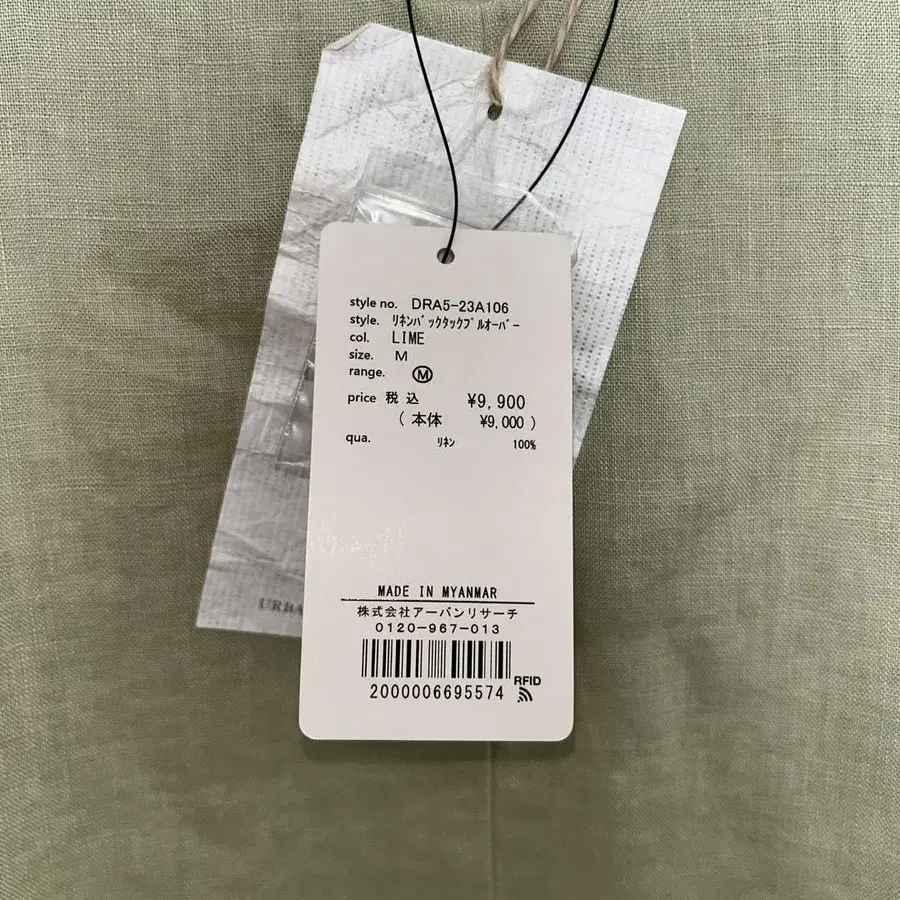 style no. DRA5-23A106
style. ﾘﾈﾝﾊﾞｯｸﾀｯｸﾌﾟﾙｵｰﾊﾞｰ
col. LIME
size. M
range. Ⓜ
price 税込 ¥9,900
(本体 ¥9,000)
qua. ﾘﾈﾝ 100%
MADE IN MYANMAR
株式会社アーバンリサーチ
0120-967-013
RFID
2000006695574